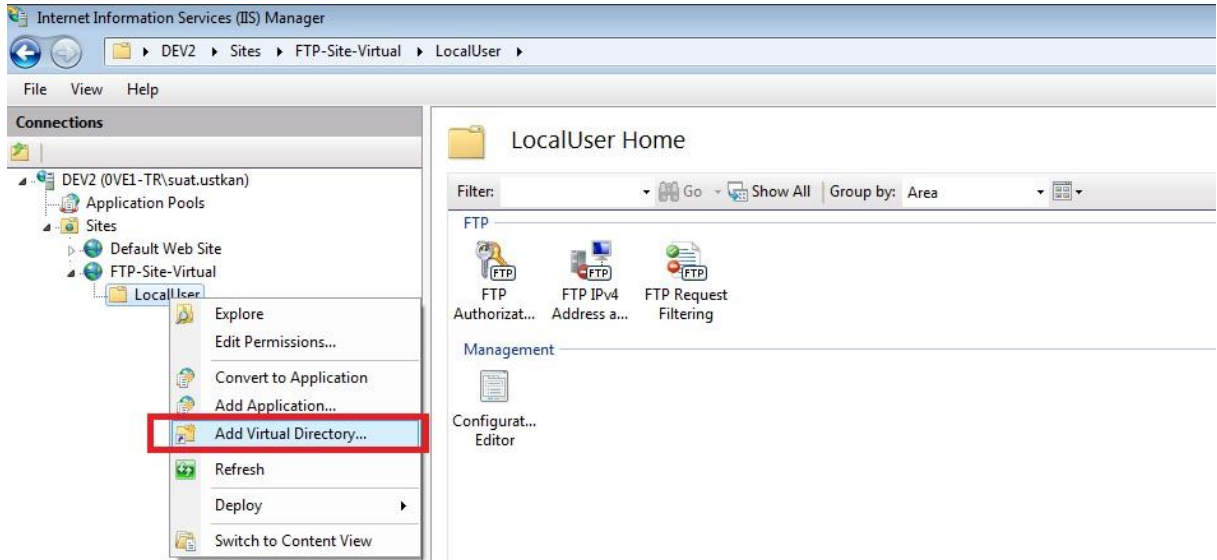 Internet Information Services (IIS) Manager
DEV2 Sites FTP-Site-Virtual LocalUser
File View Help
Connections
DEV2 (0VE1-TR\suat.ustkan)
Application Pools
Sites
Default Web Site
FTP-Site-Virtual
LocalUser
Explore
Edit Permissions...
Convert to Application
Add Application...
Add Virtual Directory...
Refresh
Deploy
Switch to Content View
LocalUser Home
Filter: Go Show All Group by: Area
FTP
FTP Authorizat...
FTP IPv4 Address a...
FTP Request Filtering
Management
Configurat... Editor